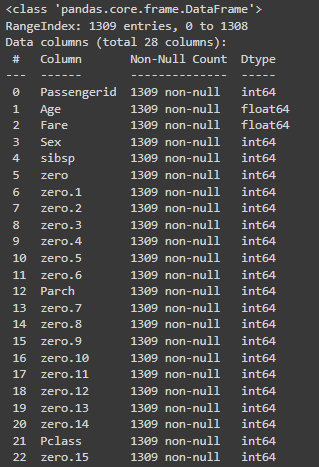 <class 'pandas.core.frame.DataFrame'>
RangeIndex: 1309 entries, 0 to 1308
Data columns (total 28 columns):
 #   Column       Non-Null Count  Dtype
---  ------       --------------  -----
 0   Passengerid  1309 non-null   int64
 1   Age          1309 non-null   float64
 2   Fare         1309 non-null   float64
 3   Sex          1309 non-null   int64
 4   sibsp        1309 non-null   int64
 5   zero         1309 non-null   int64
 6   zero.1       1309 non-null   int64
 7   zero.2       1309 non-null   int64
 8   zero.3       1309 non-null   int64
 9   zero.4       1309 non-null   int64
 10  zero.5       1309 non-null   int64
 11  zero.6       1309 non-null   int64
 12  Parch        1309 non-null   int64
 13  zero.7       1309 non-null   int64
 14  zero.8       1309 non-null   int64
 15  zero.9       1309 non-null   int64
 16  zero.10      1309 non-null   int64
 17  zero.11      1309 non-null   int64
 18  zero.12      1309 non-null   int64
 19  zero.13      1309 non-null   int64
 20  zero.14      1309 non-null   int64
 21  Pclass       1309 non-null   int64
 22  zero.15      1309 non-null   int64